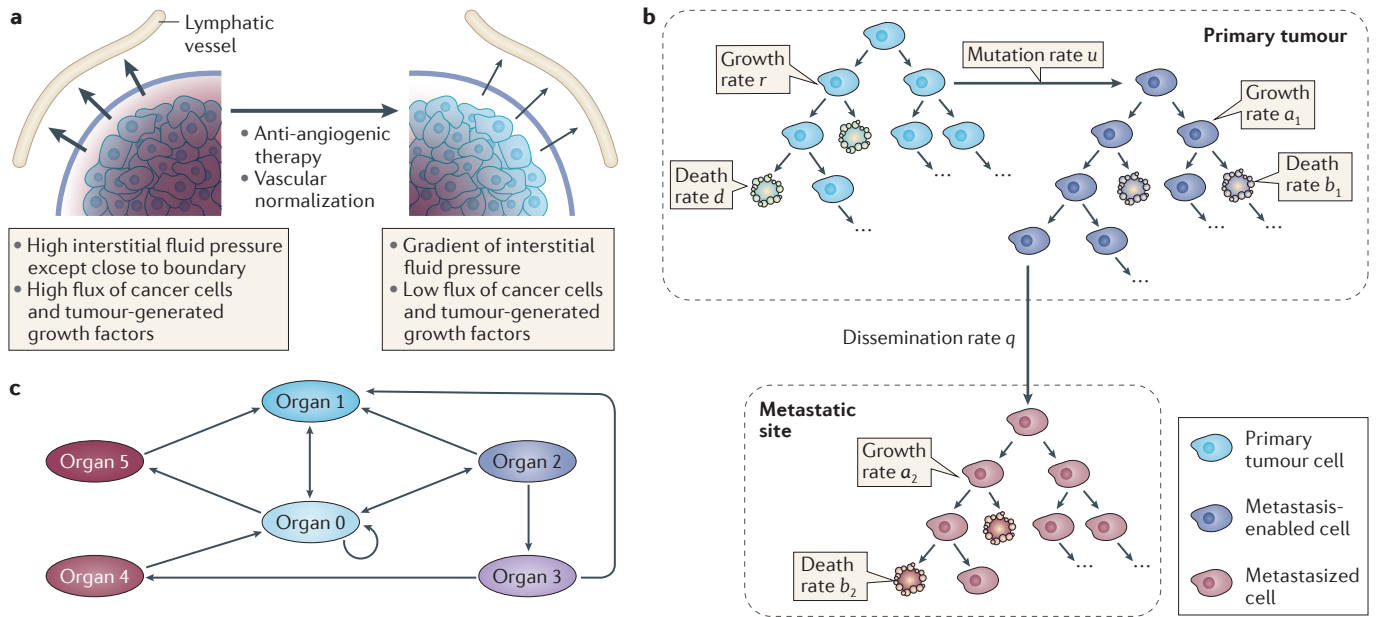 a
Lymphatic
vessel
• Anti-angiogenic
therapy
• Vascular
normalization
• High interstitial fluid pressure
except close to boundary
• High flux of cancer cells
and tumour-generated
growth factors
• Gradient of interstitial
fluid pressure
• Low flux of cancer cells
and tumour-generated
growth factors
b
Primary tumour
Growth
rate r
Mutation rate u
Growth
rate a₁
Death
rate d
Death
rate b₁
...
...
...
...
...
...
...
Dissemination rate q
Metastatic
site
Growth
rate a₂
...
...
Death
rate b₂
Primary
tumour cell
Metastasis-
enabled cell
Metastasized
cell
c
Organ 1
Organ 5
Organ 2
Organ 0
Organ 4
Organ 3